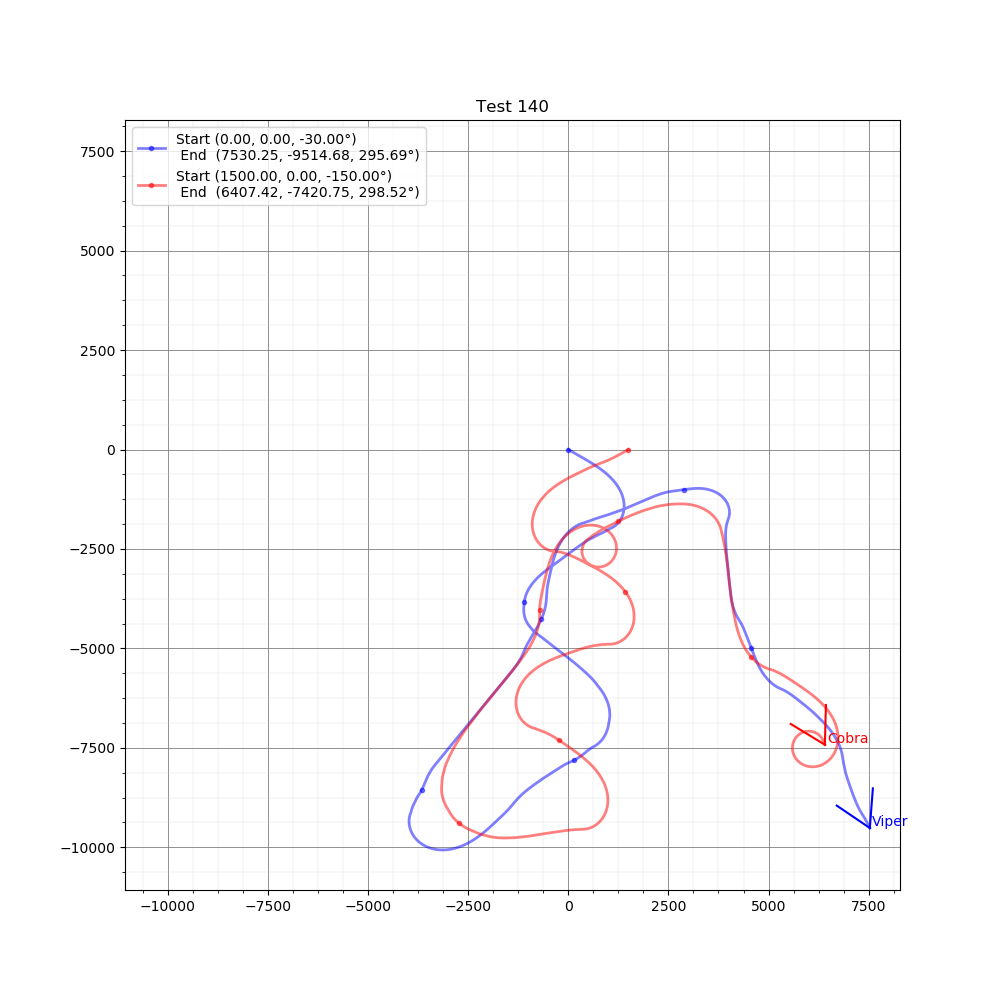 Test 140
Start (0.00, 0.00, -30.00°)
End  (7530.25, -9514.68, 295.69°)
Start (1500.00, 0.00, -150.00°)
End  (6407.42, -7420.75, 298.52°)
7500
5000
2500
0
−2500
−5000
−7500
−10000
Cobra
Viper
−10000 −7500 −5000 −2500 0 2500 5000 7500